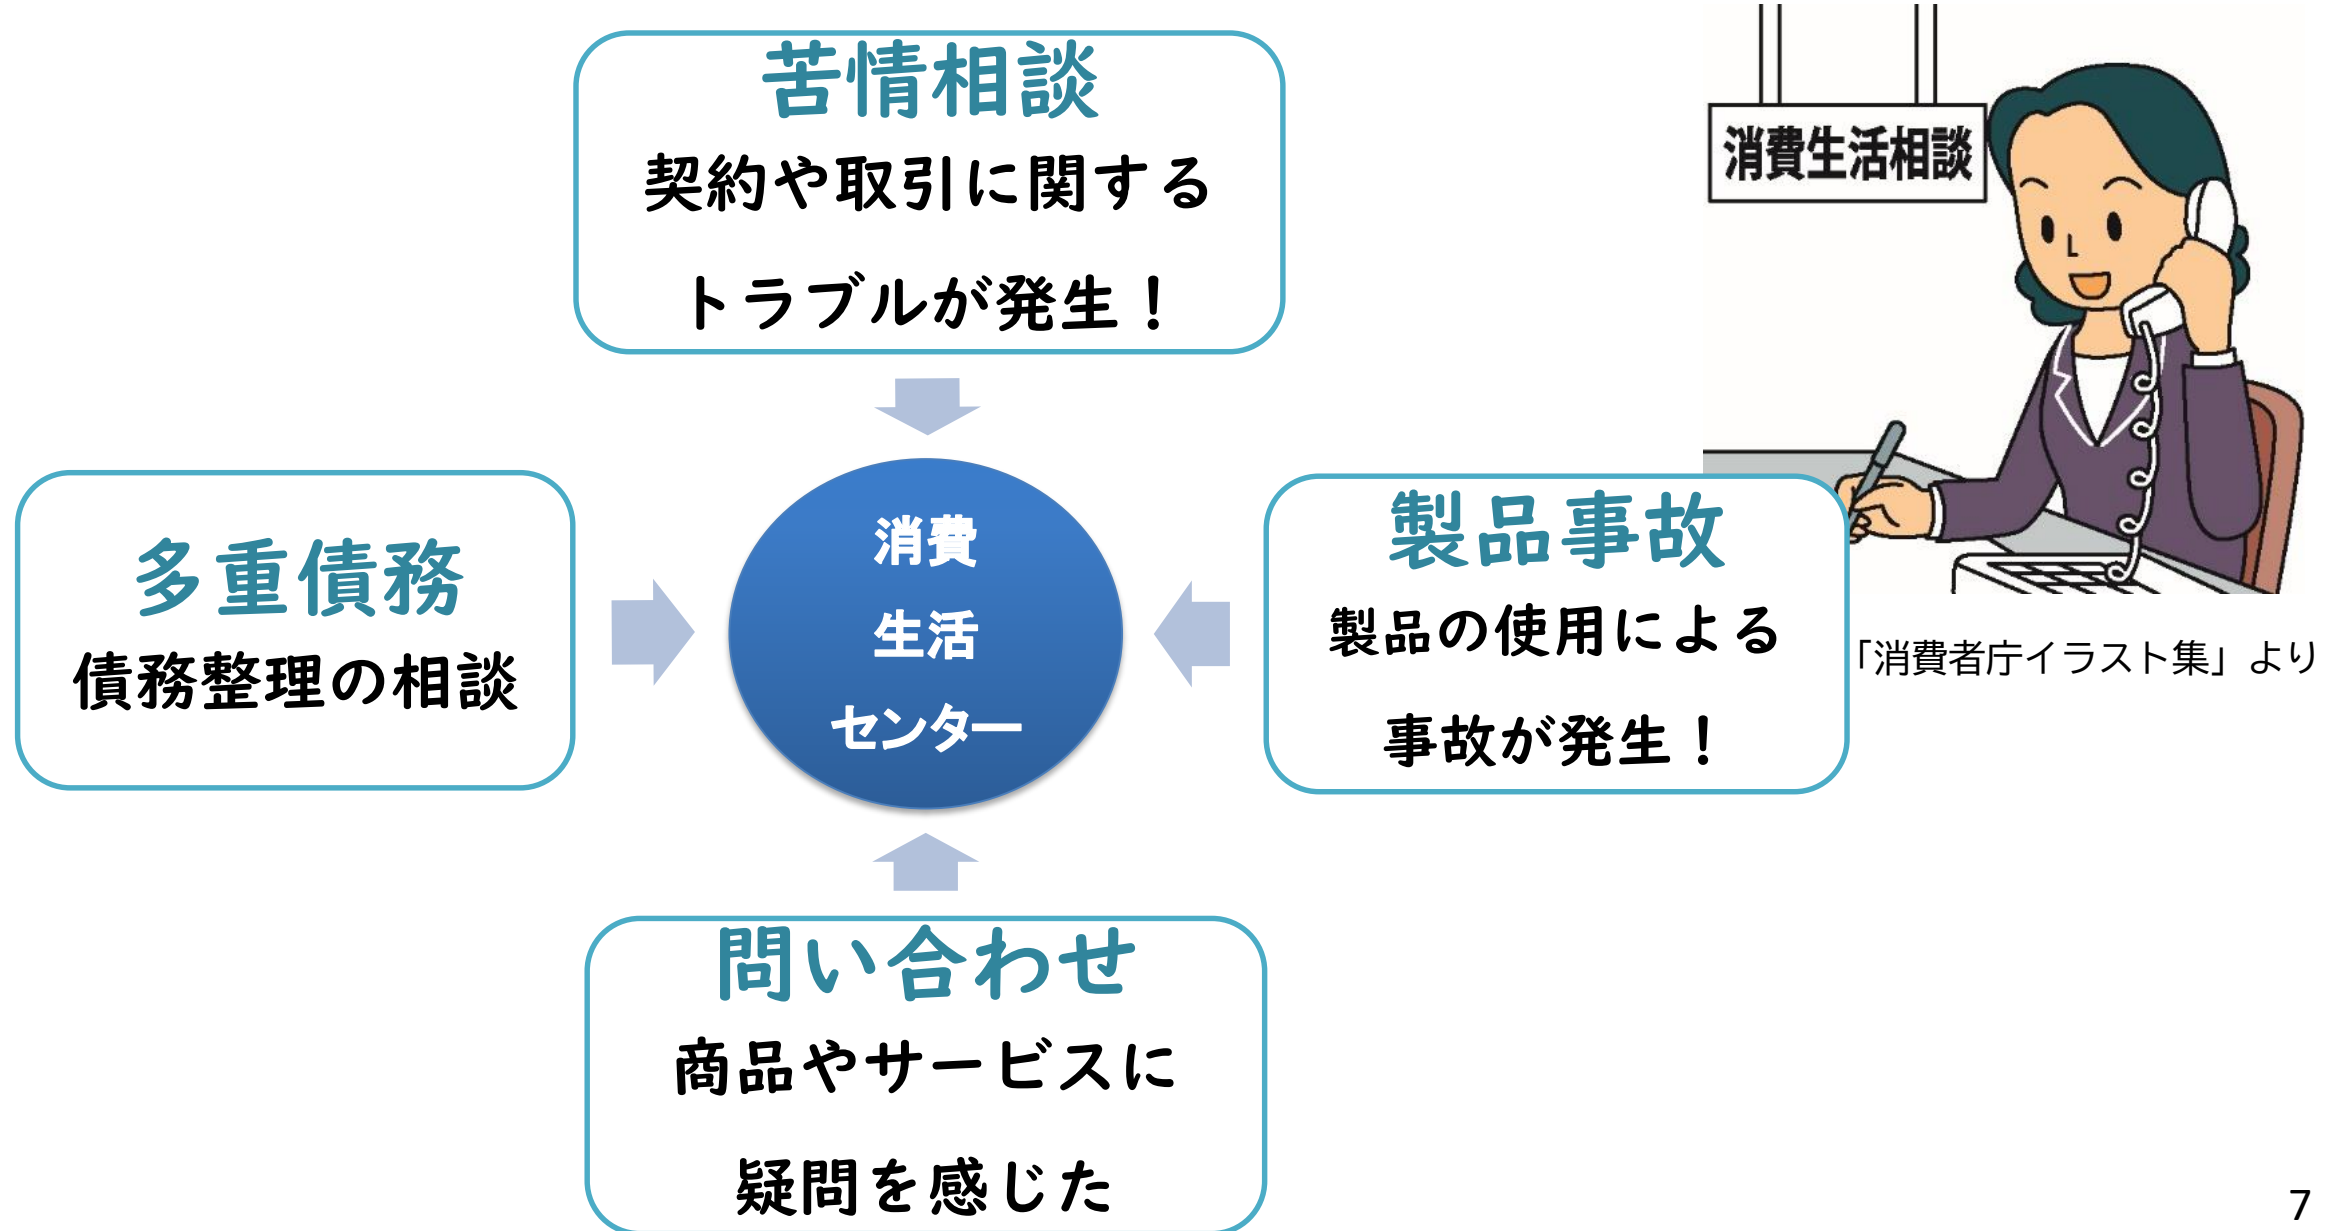 苦情相談
契約や取引に関する
トラブルが発生！
消費生活相談
多重債務
債務整理の相談
消費
生活
センター
製品事故
製品の使用による
事故が発生！
「消費者庁イラスト集」より
問い合わせ
商品やサービスに
疑問を感じた
7